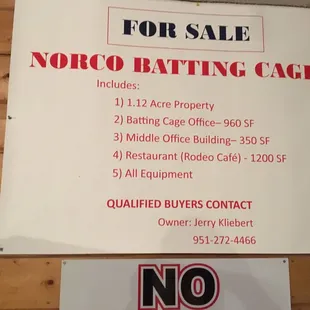 FOR SALE
NORCO BATTING CAGE
Includes:
1) 1.12 Acre Property
2) Batting Cage Office– 960 SF
3) Middle Office Building– 350 SF
4) Restaurant (Rodeo Café) - 1200 SF
5) All Equipment
QUALIFIED BUYERS CONTACT
Owner: Jerry Kliebert
951-272-4466
NO